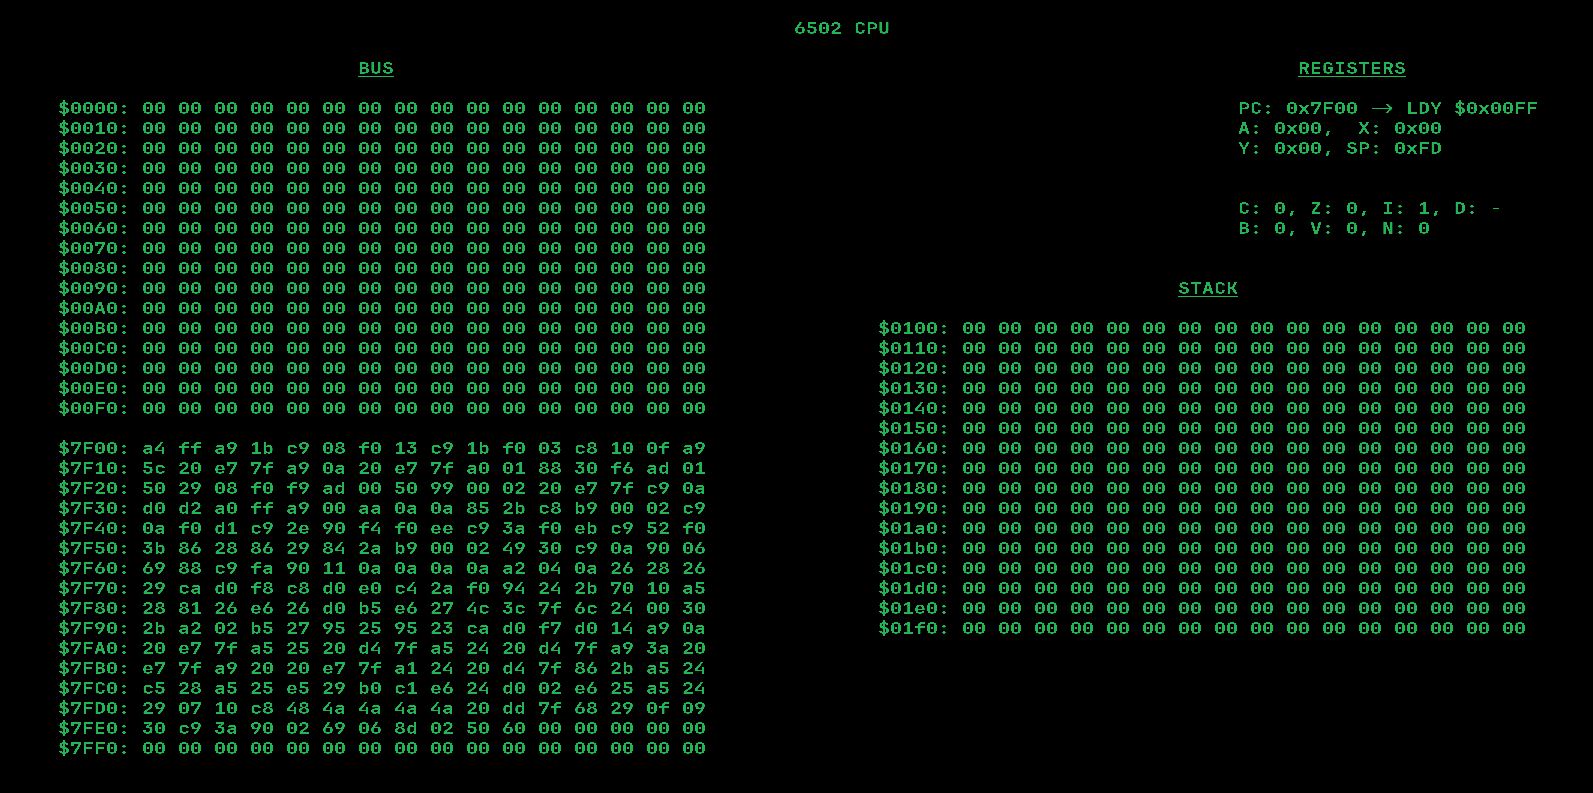 6502 CPU
BUS
$0000: 00 00 00 00 00 00 00 00 00 00 00 00 00 00 00 00
$0010: 00 00 00 00 00 00 00 00 00 00 00 00 00 00 00 00
$0020: 00 00 00 00 00 00 00 00 00 00 00 00 00 00 00 00
$0030: 00 00 00 00 00 00 00 00 00 00 00 00 00 00 00 00
$0040: 00 00 00 00 00 00 00 00 00 00 00 00 00 00 00 00
$0050: 00 00 00 00 00 00 00 00 00 00 00 00 00 00 00 00
$0060: 00 00 00 00 00 00 00 00 00 00 00 00 00 00 00 00
$0070: 00 00 00 00 00 00 00 00 00 00 00 00 00 00 00 00
$0080: 00 00 00 00 00 00 00 00 00 00 00 00 00 00 00 00
$0090: 00 00 00 00 00 00 00 00 00 00 00 00 00 00 00 00
$00A0: 00 00 00 00 00 00 00 00 00 00 00 00 00 00 00 00
$00B0: 00 00 00 00 00 00 00 00 00 00 00 00 00 00 00 00
$00C0: 00 00 00 00 00 00 00 00 00 00 00 00 00 00 00 00
$00D0: 00 00 00 00 00 00 00 00 00 00 00 00 00 00 00 00
$00E0: 00 00 00 00 00 00 00 00 00 00 00 00 00 00 00 00
$00F0: 00 00 00 00 00 00 00 00 00 00 00 00 00 00 00 00
$7F00: a4 ff a9 1b c9 08 f0 13 c9 1b f0 03 c8 10 0f a9
$7F10: 5c 20 e7 7f a9 0a 20 e7 7f a0 01 88 30 f6 ad 01
$7F20: 50 29 08 f0 f9 ad 00 50 99 00 02 20 e7 7f c9 0a
$7F30: d0 d2 a0 ff a9 00 aa 0a 0a 85 2b c8 b9 00 02 c9
$7F40: 0a f0 d1 c9 2e 90 f4 f0 ee c9 3a f0 eb c9 52 f0
$7F50: 3b 86 28 86 29 84 2a b9 00 02 49 30 c9 0a 90 06
$7F60: 69 88 c9 fa 90 11 0a 0a 0a 0a a2 04 0a 26 28 26
$7F70: 29 ca d0 f8 c8 d0 e0 c4 2a f0 94 24 2b 70 10 a5
$7F80: 28 81 26 e6 26 d0 b5 e6 27 4c 3c 7f 6c 24 00 30
$7F90: 2b a2 02 b5 27 95 25 95 23 ca d0 f7 d0 14 a9 0a
$7FA0: 20 e7 7f a5 25 20 d4 7f a5 24 20 d4 7f a9 3a 20
$7FB0: e7 7f a9 20 20 e7 7f a1 24 20 d4 7f 86 2b a5 24
$7FC0: c5 28 a5 25 e5 29 b0 c1 e6 24 d0 02 e6 25 a5 24
$7FD0: 29 07 10 c8 48 4a 4a 4a 4a 20 dd 7f 68 29 0f 09
$7FE0: 30 c9 3a 90 02 69 06 8d 02 50 60 00 00 00 00 00
$7FF0: 00 00 00 00 00 00 00 00 00 00 00 00 00 00 00 00
REGISTERS
PC: 0x7F00 → LDY $0x00FF
A: 0x00, X: 0x00
Y: 0x00, SP: 0xFD
C: 0, Z: 0, I: 1, D: -
B: 0, V: 0, N: 0
STACK
$0100: 00 00 00 00 00 00 00 00 00 00 00 00 00 00 00 00
$0110: 00 00 00 00 00 00 00 00 00 00 00 00 00 00 00 00
$0120: 00 00 00 00 00 00 00 00 00 00 00 00 00 00 00 00
$0130: 00 00 00 00 00 00 00 00 00 00 00 00 00 00 00 00
$0140: 00 00 00 00 00 00 00 00 00 00 00 00 00 00 00 00
$0150: 00 00 00 00 00 00 00 00 00 00 00 00 00 00 00 00
$0160: 00 00 00 00 00 00 00 00 00 00 00 00 00 00 00 00
$0170: 00 00 00 00 00 00 00 00 00 00 00 00 00 00 00 00
$0180: 00 00 00 00 00 00 00 00 00 00 00 00 00 00 00 00
$0190: 00 00 00 00 00 00 00 00 00 00 00 00 00 00 00 00
$01a0: 00 00 00 00 00 00 00 00 00 00 00 00 00 00 00 00
$01b0: 00 00 00 00 00 00 00 00 00 00 00 00 00 00 00 00
$01c0: 00 00 00 00 00 00 00 00 00 00 00 00 00 00 00 00
$01d0: 00 00 00 00 00 00 00 00 00 00 00 00 00 00 00 00
$01e0: 00 00 00 00 00 00 00 00 00 00 00 00 00 00 00 00
$01f0: 00 00 00 00 00 00 00 00 00 00 00 00 00 00 00 00